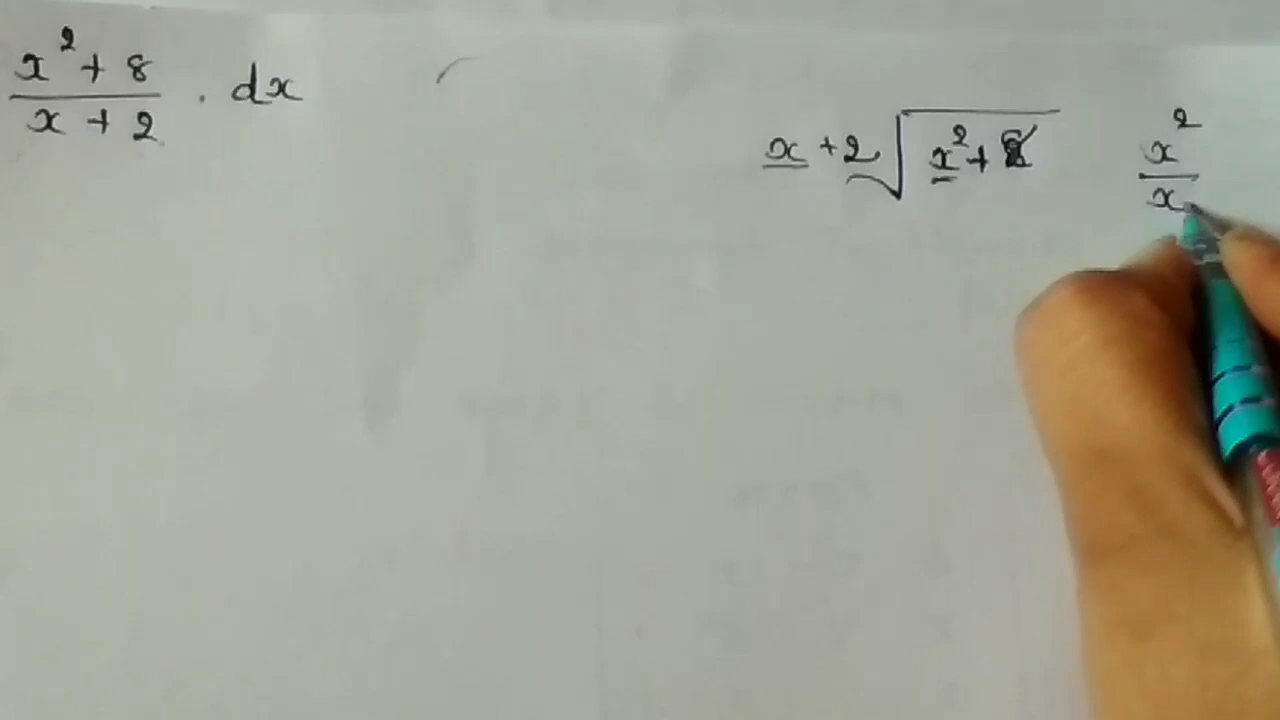 x² + 8 / x + 2 . dx
x + 2 √ x² + 8
x² / x